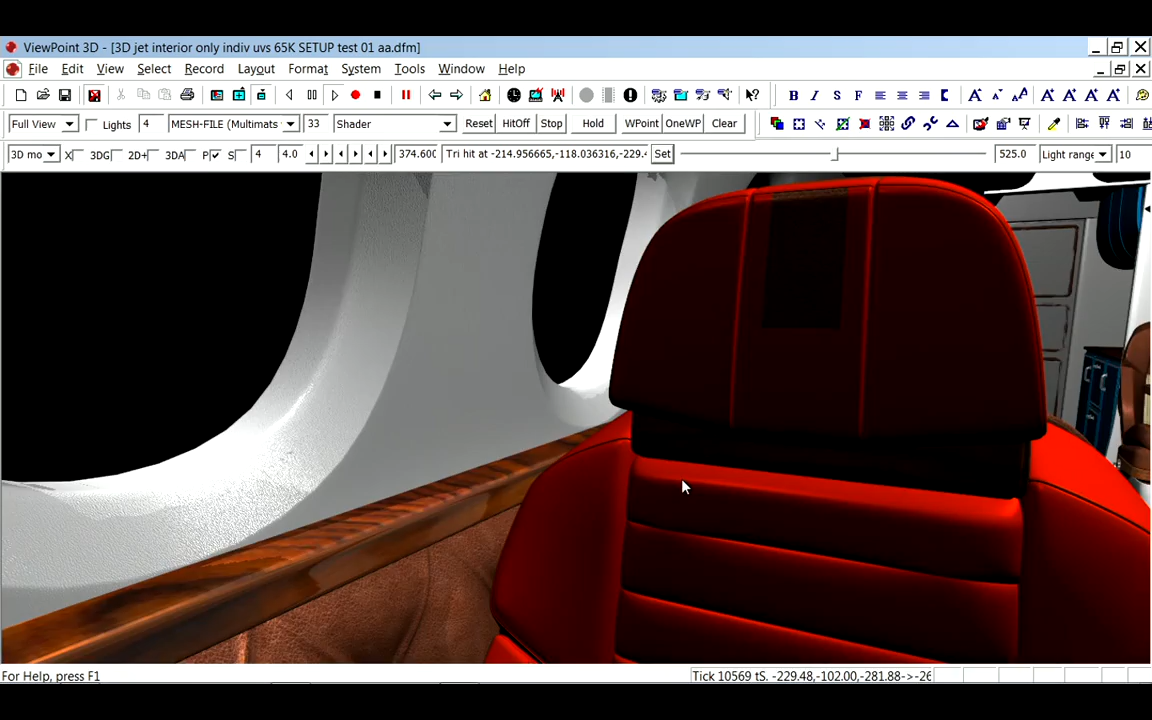 ViewPoint 3D - [3D jet interior only indiv uvs 65K SETUP test 01 aa.dfm]
File Edit View Select Record Layout Format System Tools Window Help
B I S F A A A A A A A
Full View Lights 4 MESH-FILE (Multimats 33 Shader Reset HitOff Stop Hold WPoint OneWP Clear
3D mo X 3DG 2D+ 3DA P S 4 4.0 374.600 Tri hit at -214.956665,-118.036316,-229.4 Set 525.0 Light range 10
For Help, press F1 Tick 10569 tS. -229.48,-102.00,-281.88->-26